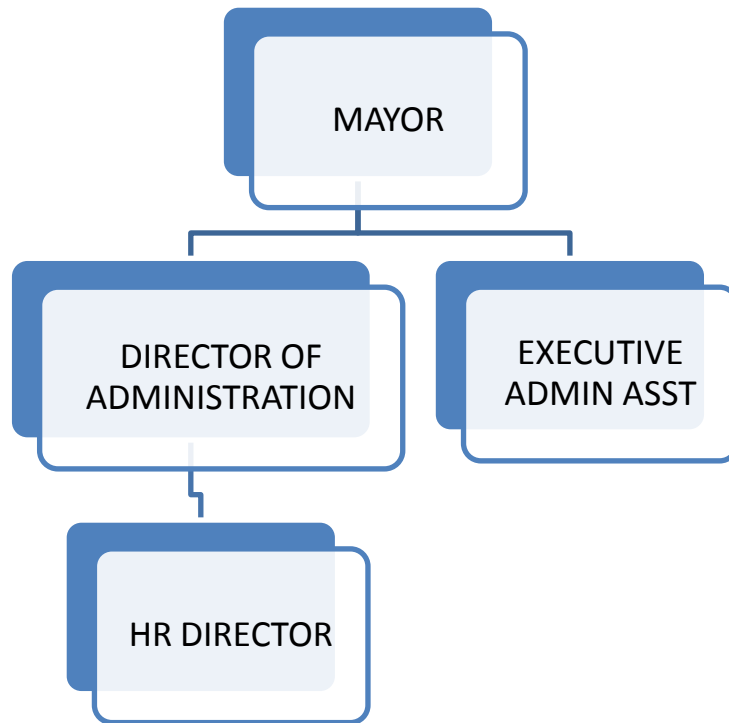 MAYOR
DIRECTOR OF
ADMINISTRATION
EXECUTIVE
ADMIN ASST
HR DIRECTOR